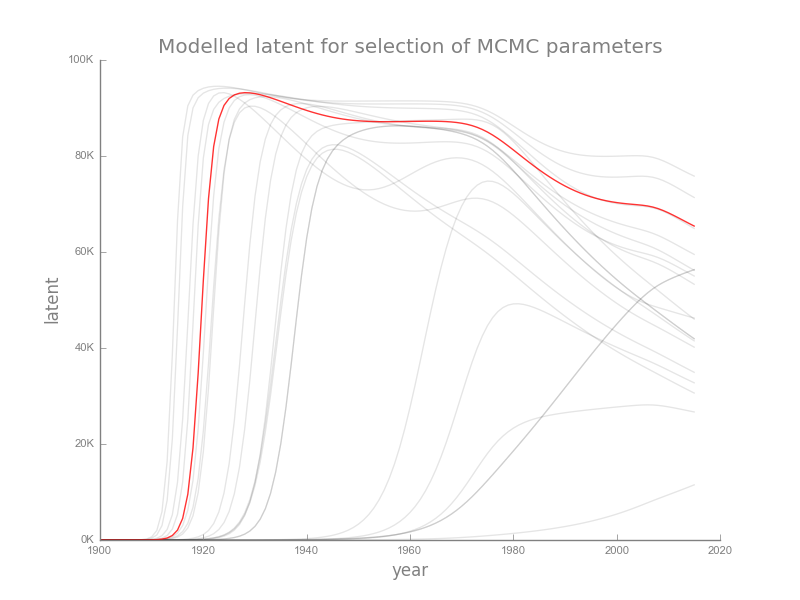 Modelled latent for selection of MCMC parameters
100K
80K
60K
latent
40K
20K
0K
1900 1920 1940 1960 1980 2000 2020
year